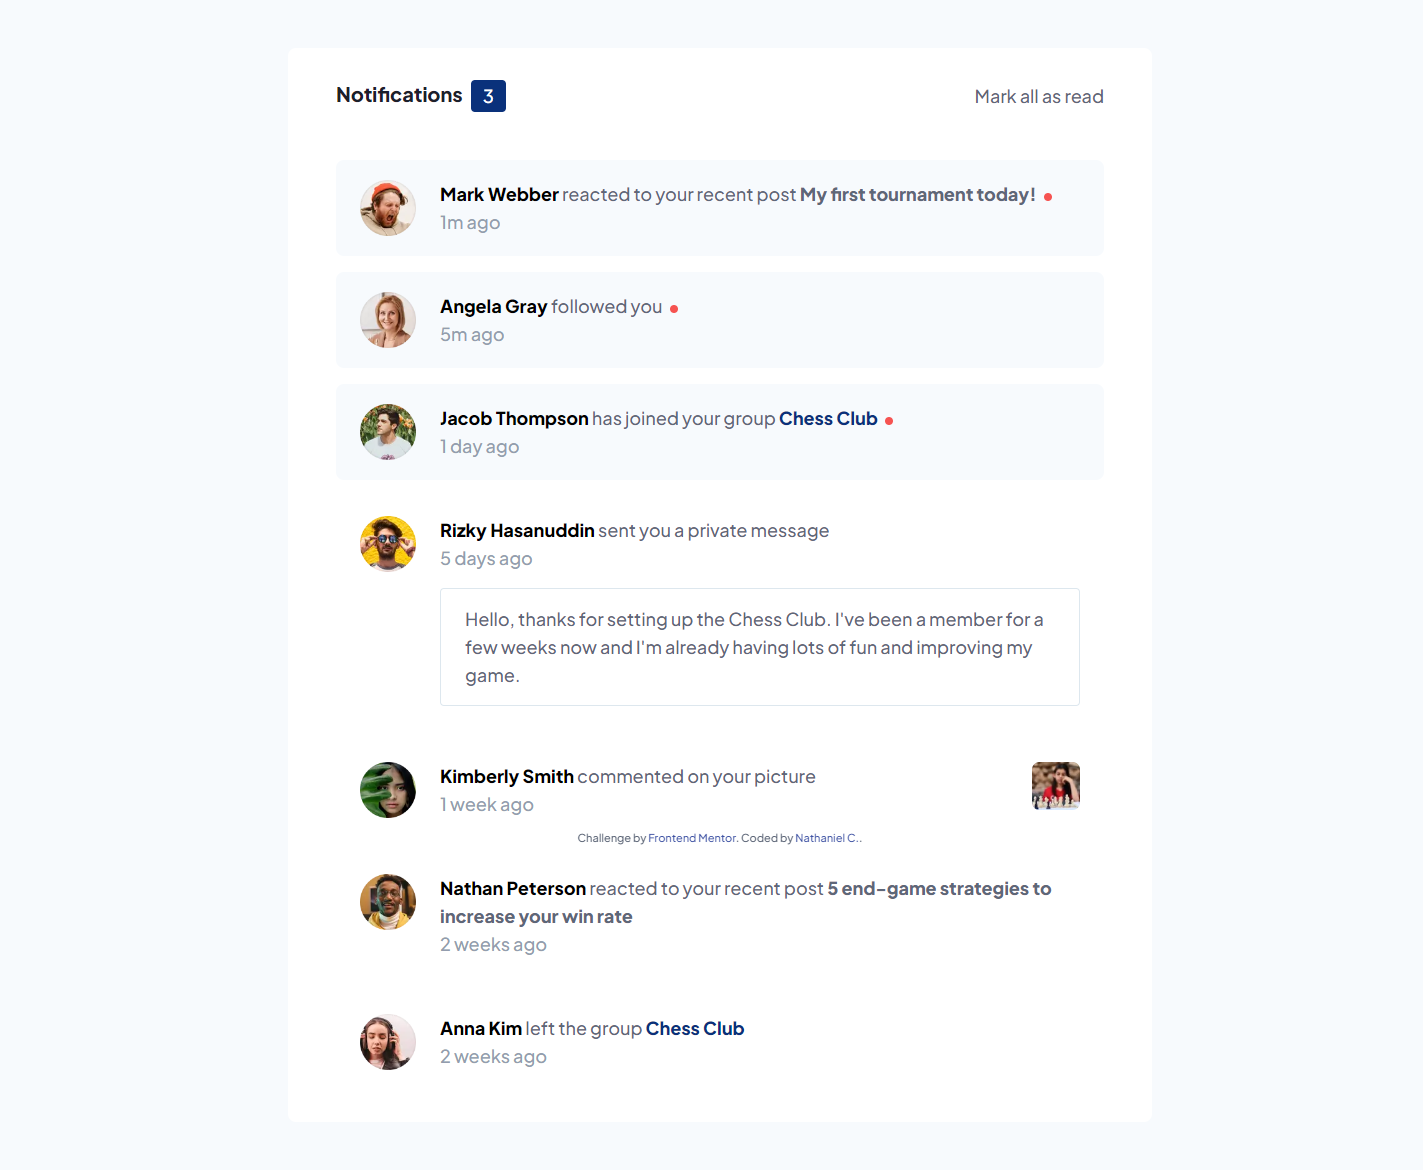 Notifications 3 Mark all as read
Mark Webber reacted to your recent post My first tournament today!
1m ago
Angela Gray followed you
5m ago
Jacob Thompson has joined your group Chess Club
1 day ago
Rizky Hasanuddin sent you a private message
5 days ago
Hello, thanks for setting up the Chess Club. I've been a member for a
few weeks now and I'm already having lots of fun and improving my
game.
Kimberly Smith commented on your picture
1 week ago
Challenge by Frontend Mentor. Coded by Nathaniel C..
Nathan Peterson reacted to your recent post 5 end-game strategies to
increase your win rate
2 weeks ago
Anna Kim left the group Chess Club
2 weeks ago